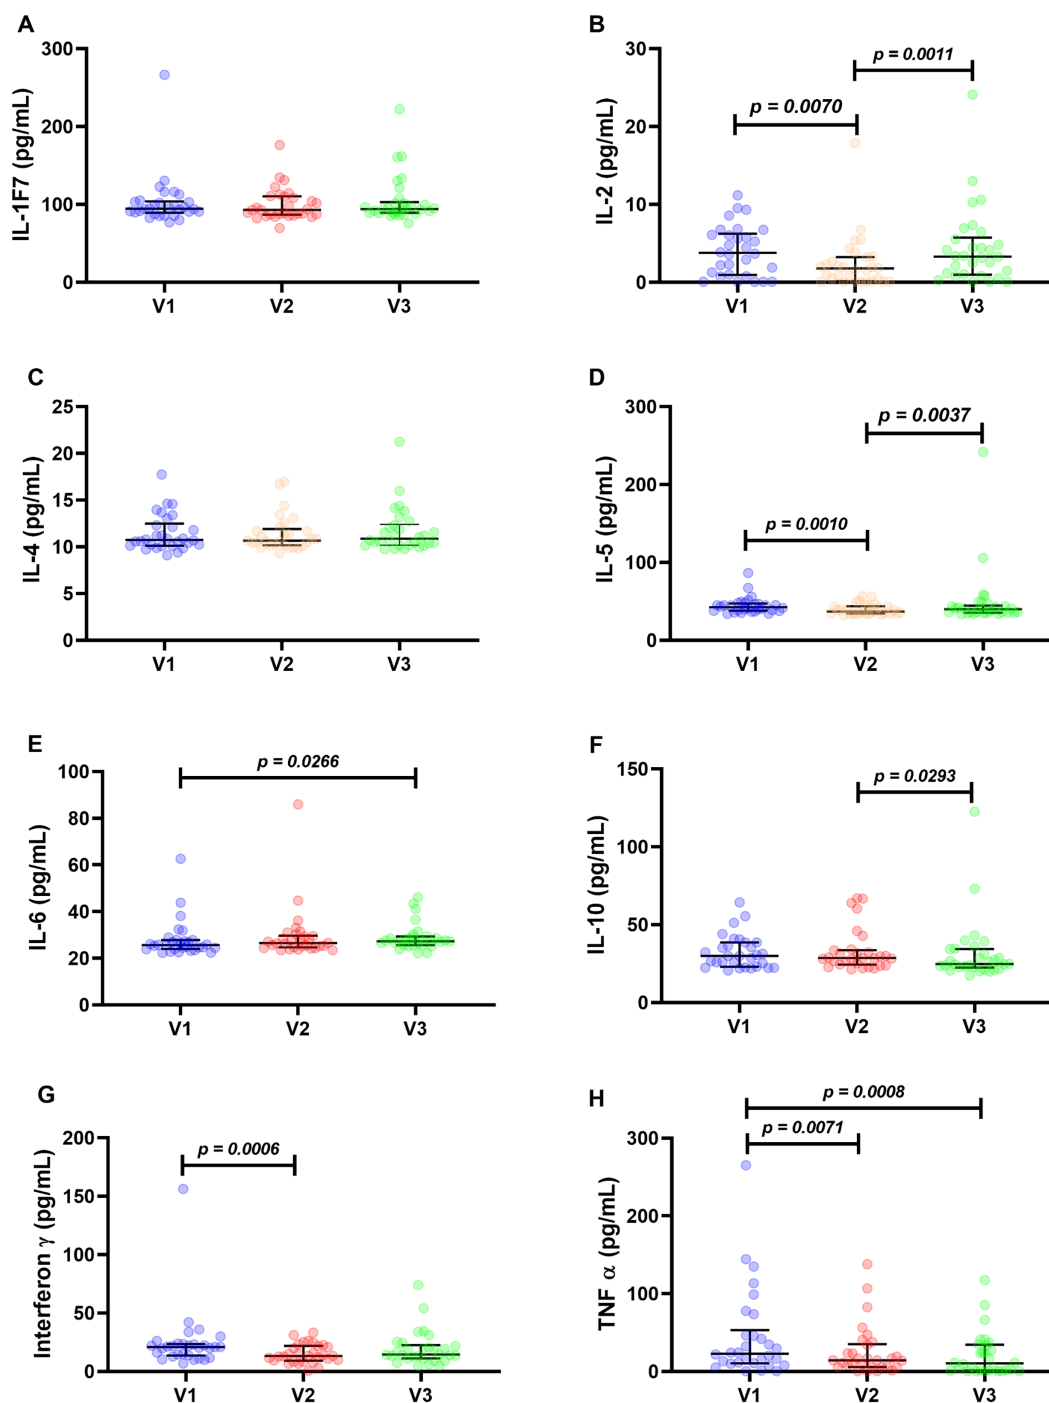 A
IL-1F7 (pg/mL)
300
200
100
0
V1 V2 V3
B
IL-2 (pg/mL)
30
20
10
0
p = 0.0070
p = 0.0011
V1 V2 V3
C
IL-4 (pg/mL)
25
20
15
10
5
0
V1 V2 V3
D
IL-5 (pg/mL)
300
200
100
0
p = 0.0010
p = 0.0037
V1 V2 V3
E
IL-6 (pg/mL)
100
80
60
40
20
0
p = 0.0266
V1 V2 V3
F
IL-10 (pg/mL)
150
100
50
0
p = 0.0293
V1 V2 V3
G
Interferon γ (pg/mL)
200
150
100
50
0
p = 0.0006
V1 V2 V3
H
TNF α (pg/mL)
300
200
100
0
p = 0.0008
p = 0.0071
V1 V2 V3